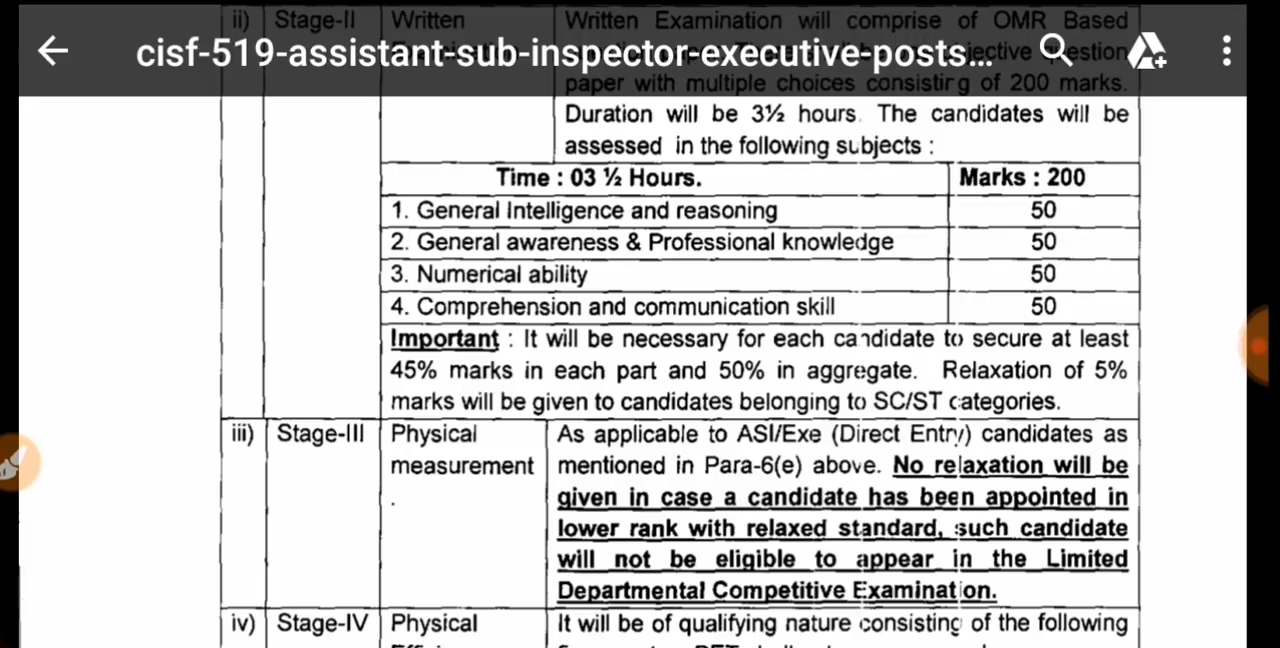 cisf-519-assistant-sub-inspector-executive-posts...
ii) Stage-II Written Written Examination will comprise of OMR Based
jective question
paper with multiple choices consisting of 200 marks.
Duration will be 3½ hours. The candidates will be
assessed in the following subjects :
Time : 03 ½ Hours. Marks : 200
1. General Intelligence and reasoning 50
2. General awareness & Professional knowledge 50
3. Numerical ability 50
4. Comprehension and communication skill 50
Important : It will be necessary for each candidate to secure at least
45% marks in each part and 50% in aggregate. Relaxation of 5%
marks will be given to candidates belonging to SC/ST categories.
iii) Stage-III Physical As applicable to ASI/Exe (Direct Entry) candidates as
measurement mentioned in Para-6(e) above. No relaxation will be
. given in case a candidate has been appointed in
lower rank with relaxed standard, such candidate
will not be eligible to appear in the Limited
Departmental Competitive Examination.
iv) Stage-IV Physical It will be of qualifying nature consisting of the following